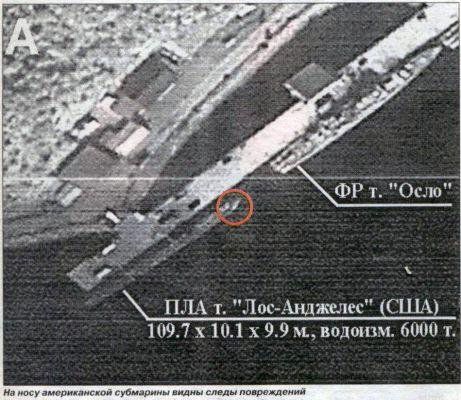 А
ФР т. "Осло"
ПЛА т. "Лос-Анджелес" (США)
109.7 x 10.1 x 9.9 м., водоизм. 6000 т.
На носу американской субмарины видны следы повреждений